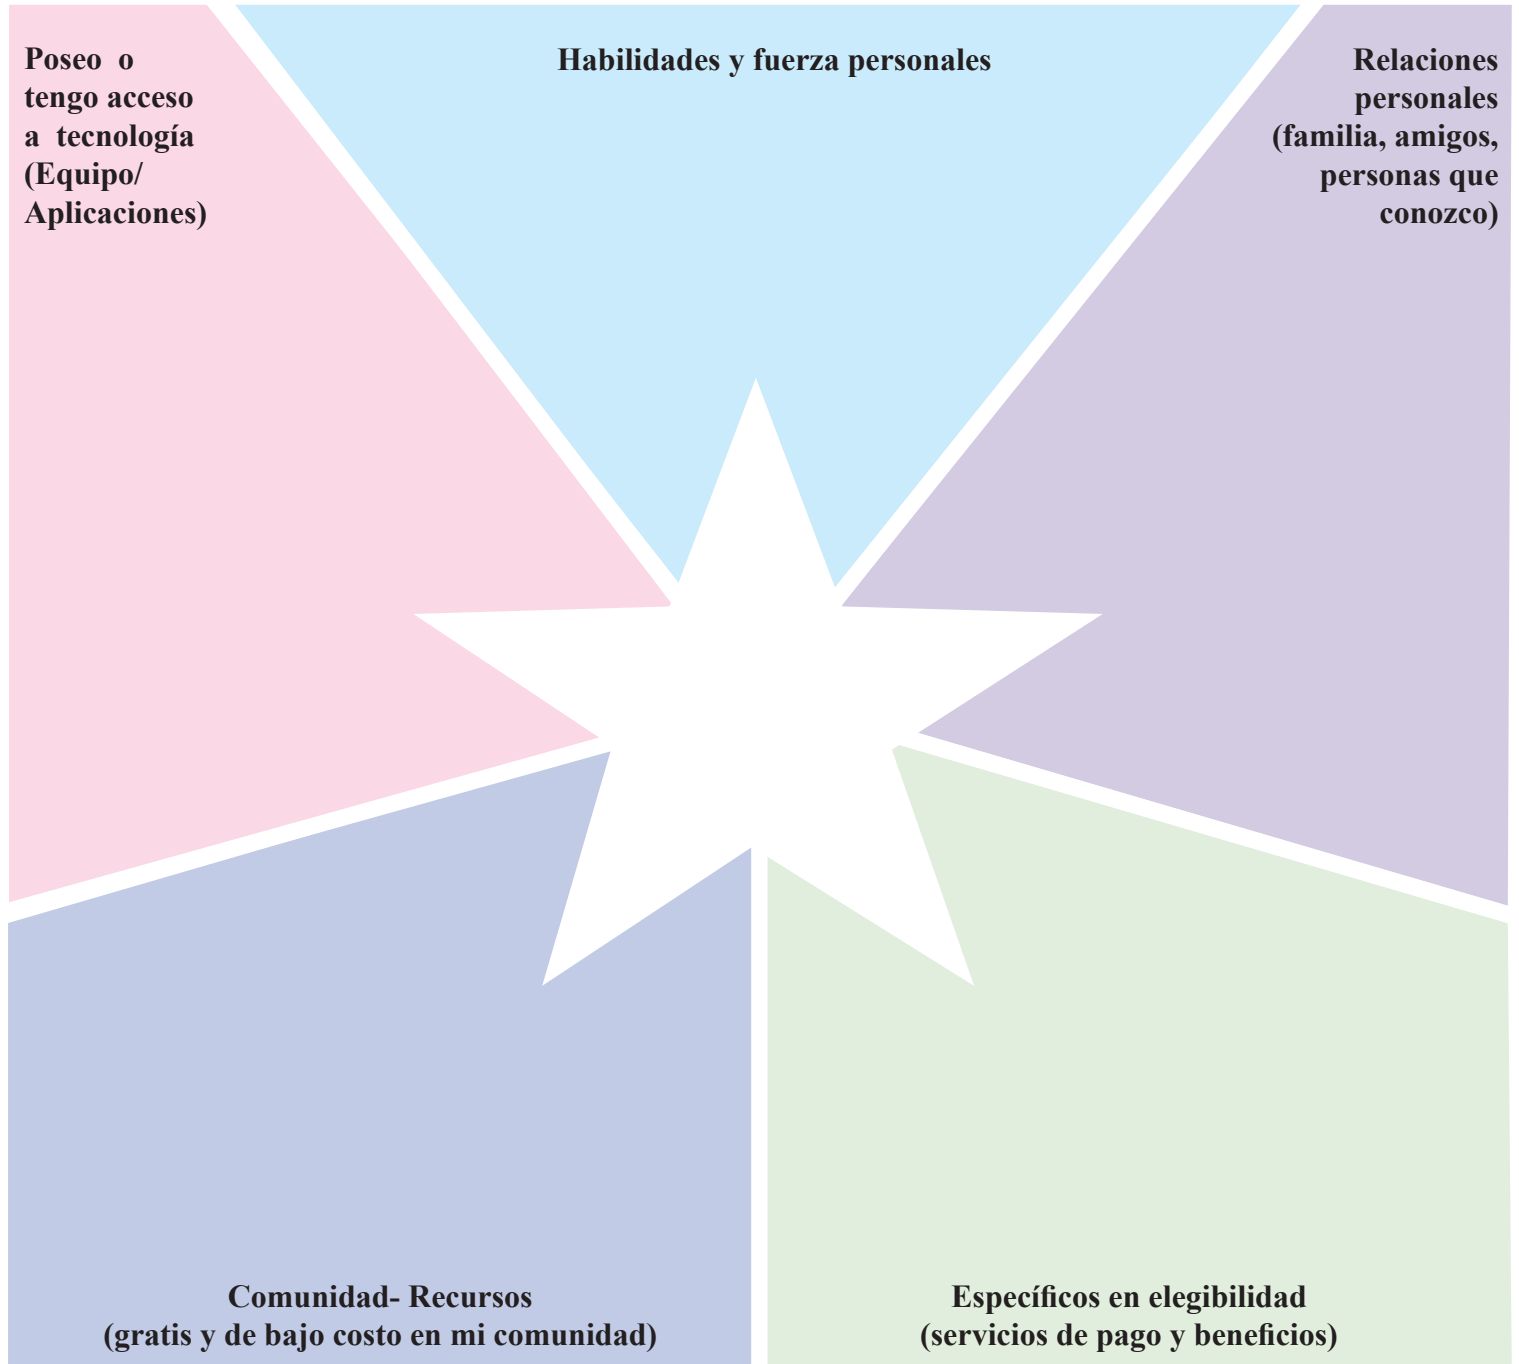 Poseo o
tengo acceso
a tecnología
(Equipo/
Aplicaciones)
Habilidades y fuerza personales
Relaciones
personales
(familia, amigos,
personas que
conozco)
Comunidad- Recursos
(gratis y de bajo costo en mi comunidad)
Específicos en elegibilidad
(servicios de pago y beneficios)